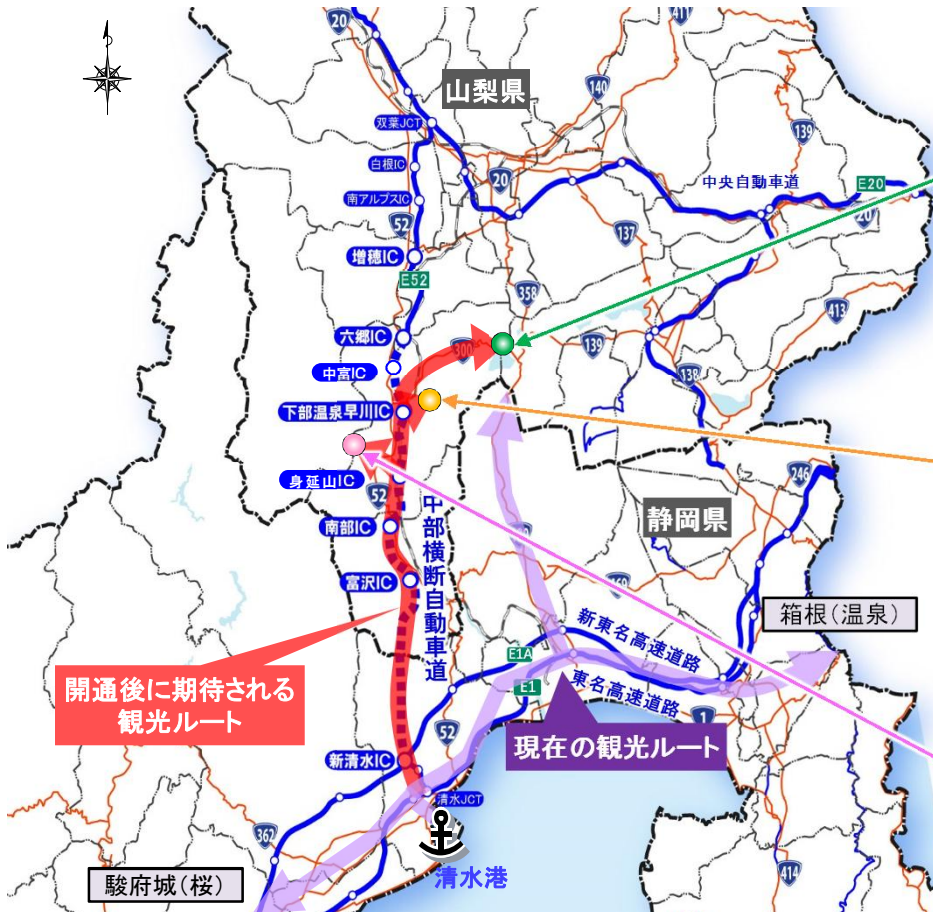 20
411
山梨県
140
139
双葉JCT
白根IC
20
中央自動車道
E20
20
南アルプスIC
52
137
増穂IC
E52
358
413
六郷IC
300
139
中富IC
138
下部温泉早川IC
246
身延山IC
52
静岡県
南部IC
中部横断自動車道
富沢IC
469
箱根(温泉)
新東名高速道路
E1A
開通後に期待される
観光ルート
E1
東名高速道路
52
1
現在の観光ルート
新清水IC
清水JCT
362
清水港
414
駿府城(桜)